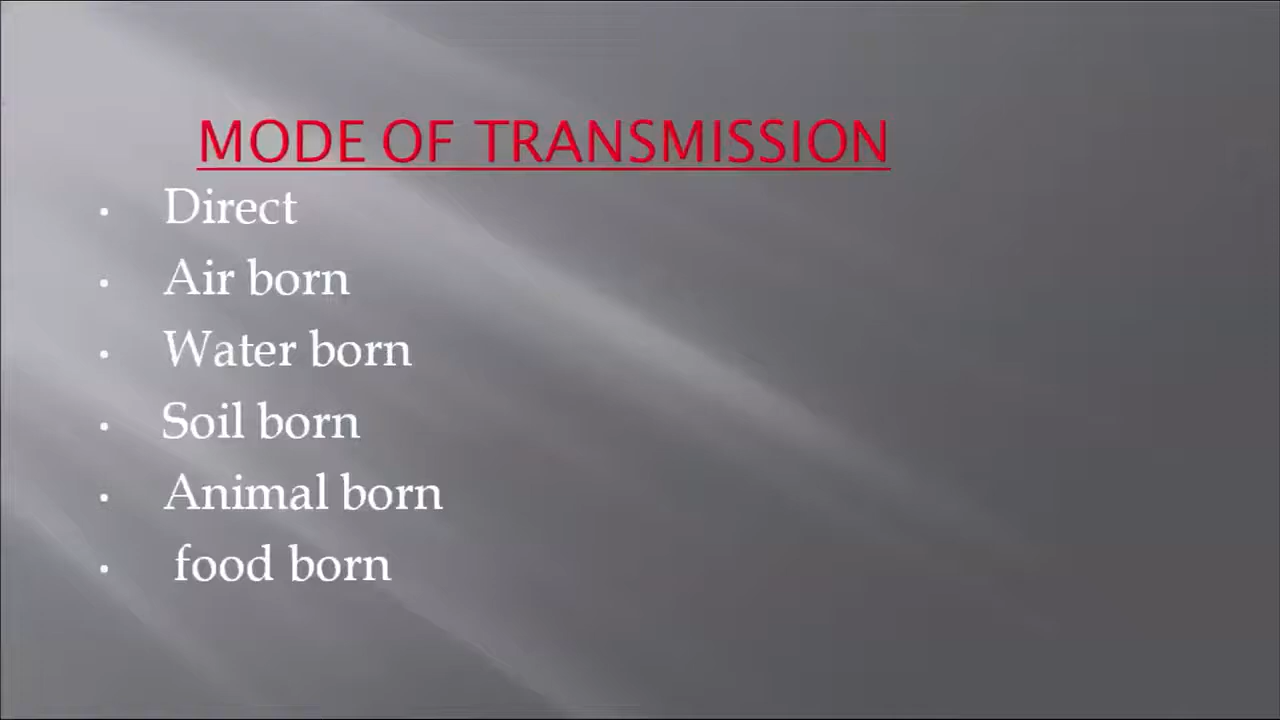 MODE OF TRANSMISSION
• Direct
• Air born
• Water born
• Soil born
• Animal born
• food born